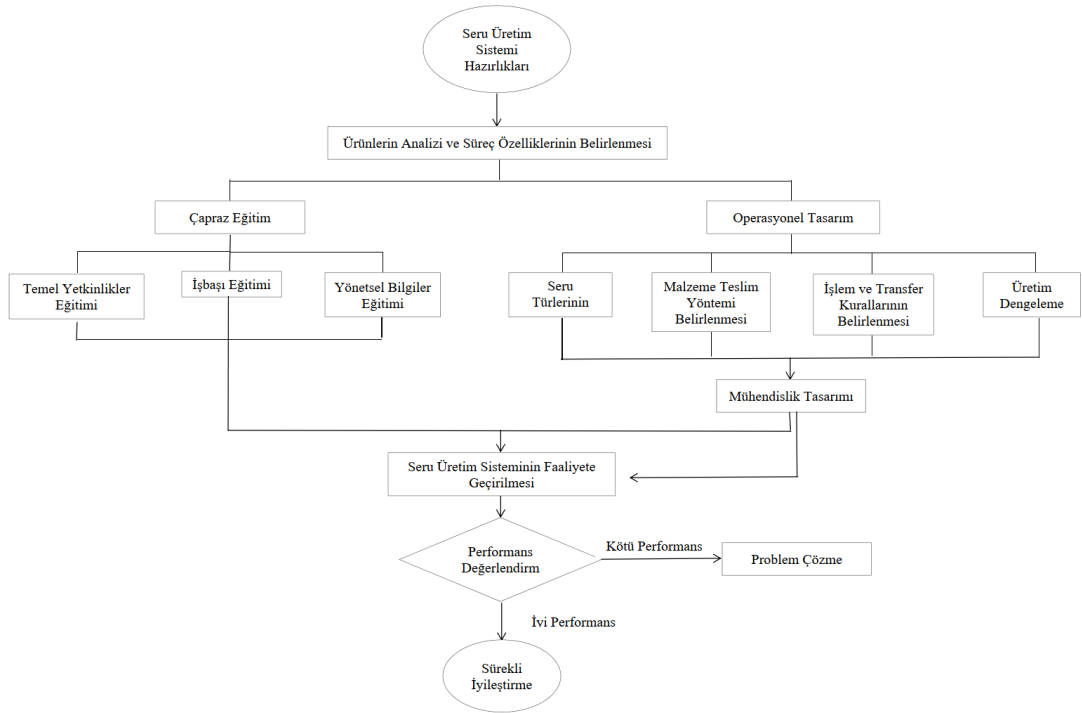 Seru Üretim
Sistemi
Hazırlıkları
Ürünlerin Analizi ve Süreç Özelliklerinin Belirlenmesi
Çapraz Eğitim
Operasyonel Tasarım
Temel Yetkinlikler
Eğitimi
İşbaşı Eğitimi
Yönetsel Bilgiler
Eğitimi
Seru
Türlerinin
Malzeme Teslim
Yöntemi
Belirlenmesi
İşlem ve Transfer
Kurallarının
Belirlenmesi
Üretim
Dengeleme
Mühendislik Tasarımı
Seru Üretim Sisteminin Faaliyete
Geçirilmesi
Performans
Değerlendirm
Kötü Performans
Problem Çözme
İvi Performans
Sürekli
İyileştirme